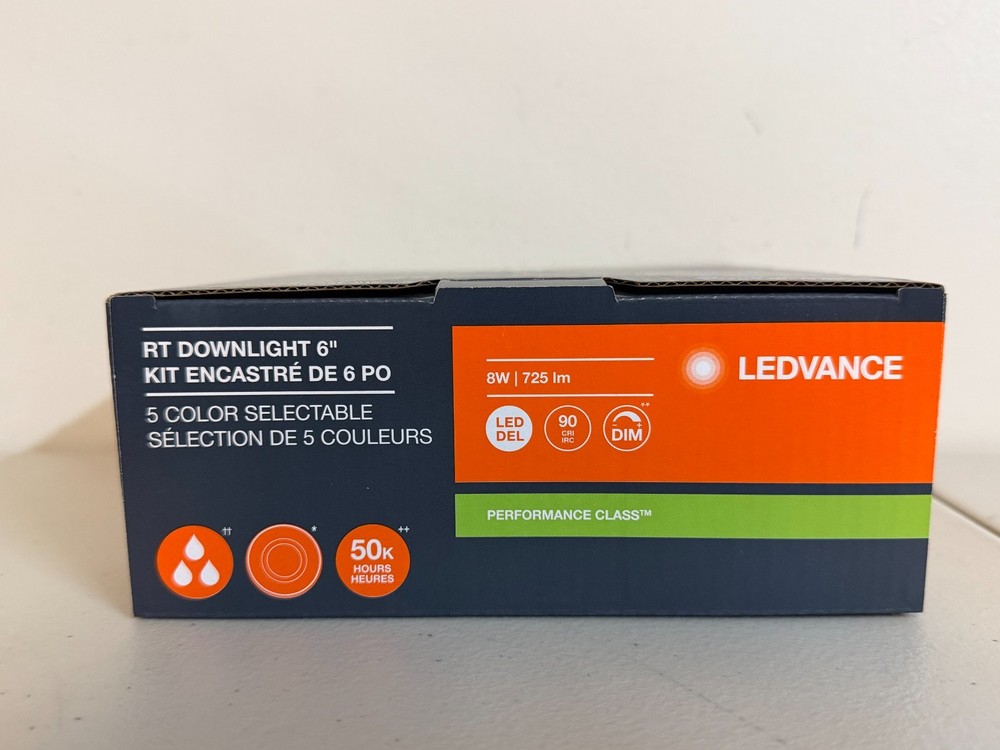 RT DOWNLIGHT 6"
KIT ENCASTRÉ DE 6 PO
5 COLOR SELECTABLE
SÉLECTION DE 5 COULEURS
††
*
50K
HOURS
HEURES
++
8W | 725 lm
LED
DEL
90
CRI
IRC
**
- +
DIM
LEDVANCE
PERFORMANCE CLASS™